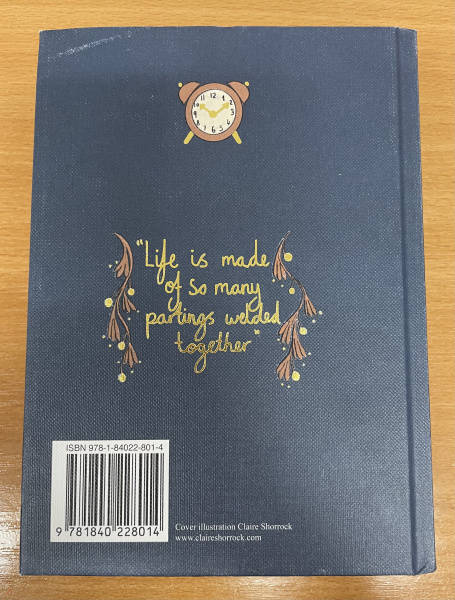 "Life is made
of so many
partings welded
together"
ISBN 978-1-84022-801-4
9 781840 228014
Cover illustration Claire Shorrock
www.claireshorrock.com